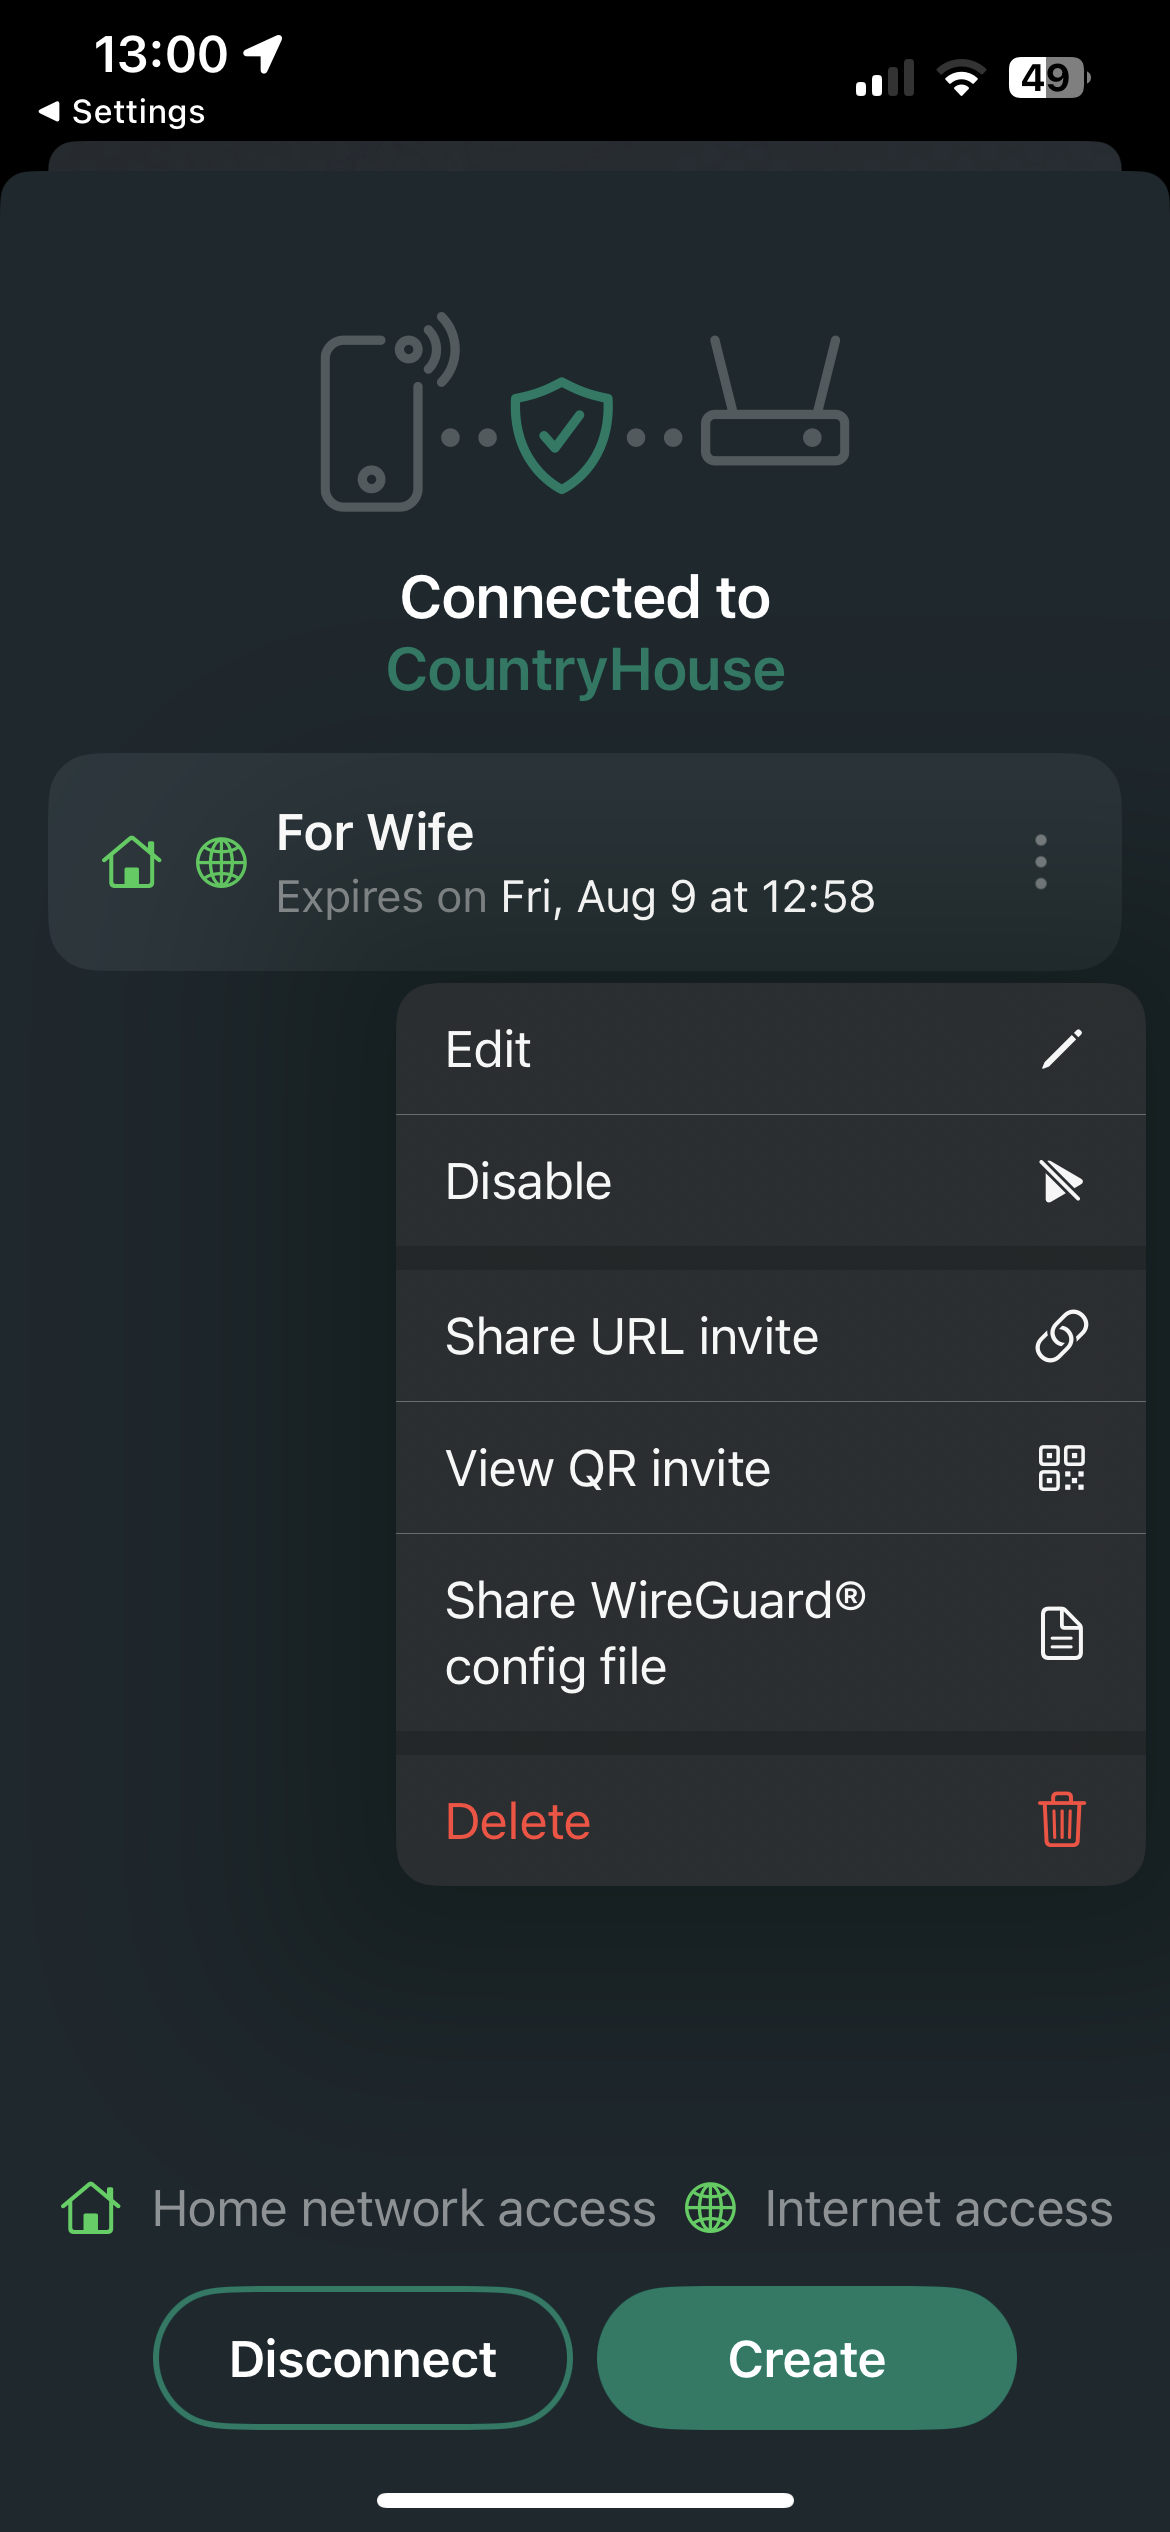 13:00
49
Settings
Connected to
CountryHouse
For Wife
Expires on Fri, Aug 9 at 12:58
Edit
Disable
Share URL invite
View QR invite
Share WireGuard®
config file
Delete
Home network access Internet access
Disconnect Create